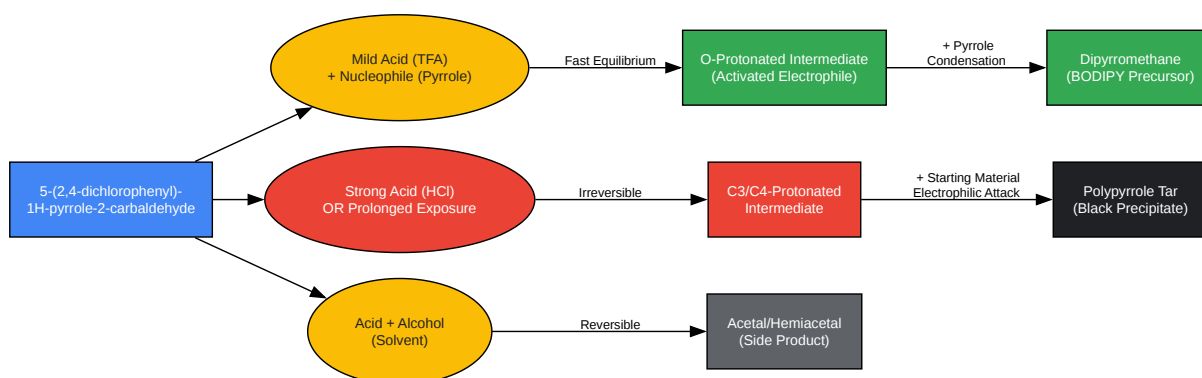 Mild Acid (TFA)
+ Nucleophile (Pyrrole)
Fast Equilibrium
O-Protonated Intermediate
(Activated Electrophile)
+ Pyrrole
Condensation
Dipyrromethane
(BODIPY Precursor)
5-(2,4-dichlorophenyl)-
1H-pyrrole-2-carbaldehyde
Strong Acid (HCl)
OR Prolonged Exposure
Irreversible
C3/C4-Protonated
Intermediate
+ Starting Material
Electrophilic Attack
Polypyrrole Tar
(Black Precipitate)
Acid + Alcohol
(Solvent)
Reversible
Acetal/Hemiacetal
(Side Product)